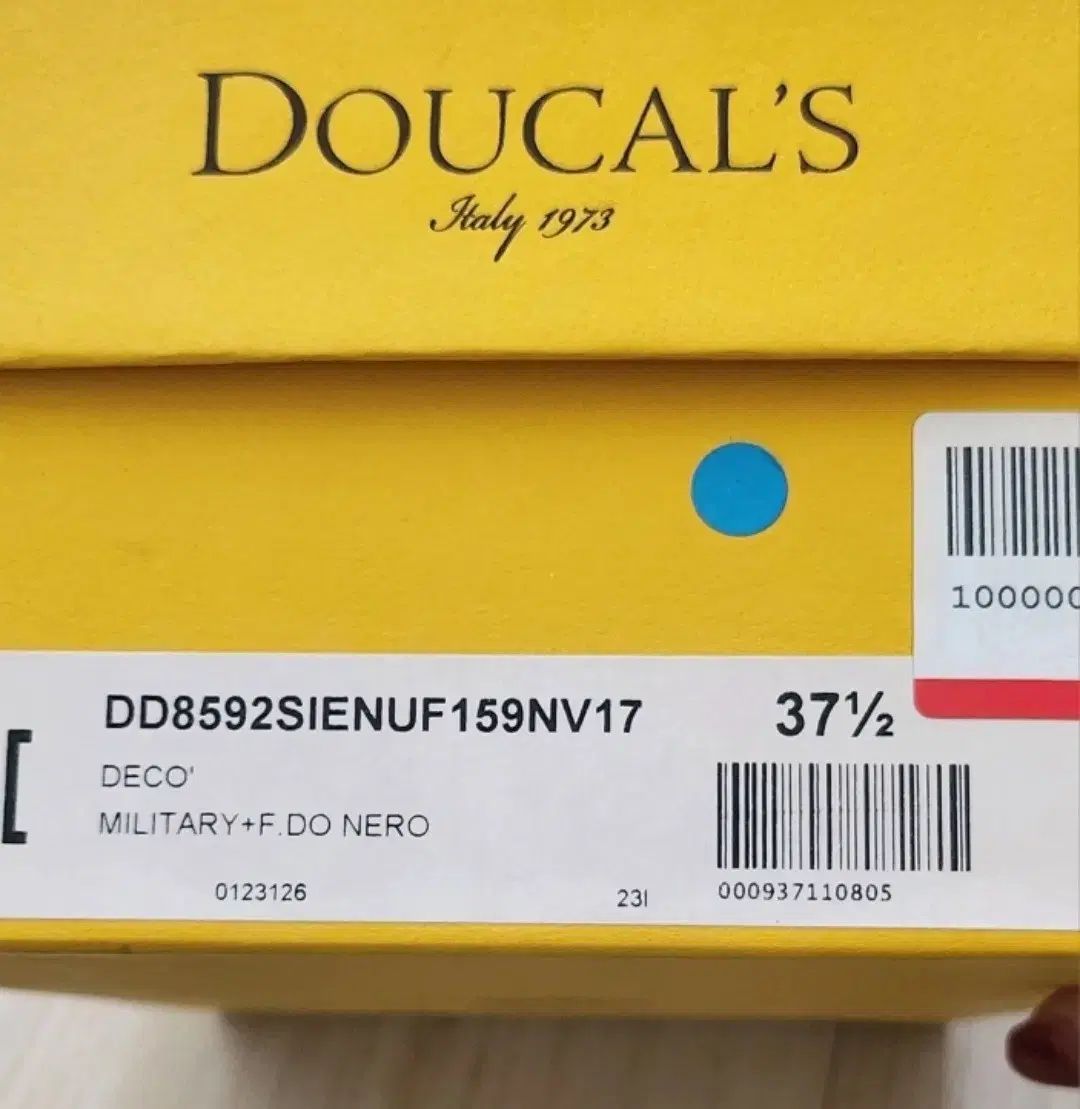 DOUCAL'S
Italy 1973
100000
DD8592SIENUF159NV17 37½
DECO'
MILITARY+F.DO NERO
0123126 23I 000937110805